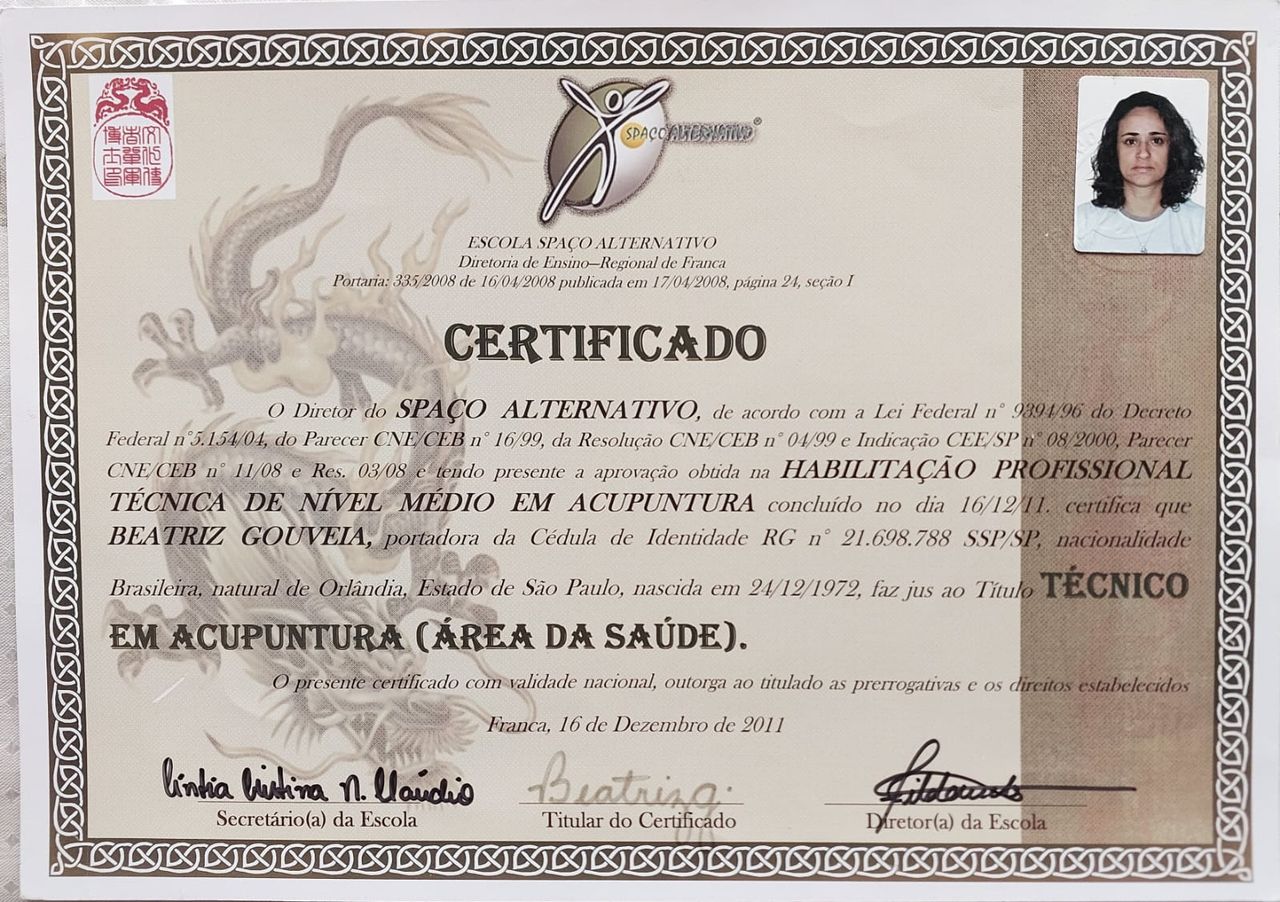 SPAÇO ALTERNATIVO®
ESCOLA SPAÇO ALTERNATIVO
Diretoria de Ensino—Regional de Franca
Portaria: 335/2008 de 16/04/2008 publicada em 17/04/2008, página 24, seção I
CERTIFICADO
O Diretor do SPAÇO ALTERNATIVO, de acordo com a Lei Federal n° 9394/96 do Decreto
Federal n°5.154/04, do Parecer CNE/CEB n° 16/99, da Resolução CNE/CEB n° 04/99 e Indicação CEE/SP n° 08/2000, Parecer
CNE/CEB n° 11/08 e Res. 03/08 e tendo presente a aprovação obtida na HABILITAÇÃO PROFISSIONAL
TÉCNICA DE NÍVEL MÉDIO EM ACUPUNTURA concluído no dia 16/12/11. certifica que
BEATRIZ GOUVEIA, portadora da Cédula de Identidade RG n° 21.698.788 SSP/SP, nacionalidade
Brasileira, natural de Orlândia, Estado de São Paulo, nascida em 24/12/1972, faz jus ao Título TÉCNICO
EM ACUPUNTURA (ÁREA DA SAÚDE).
O presente certificado com validade nacional, outorga ao titulado as prerrogativas e os direitos estabelecidos
Franca, 16 de Dezembro de 2011
Cíntia Cristina N. Claúdio
Beatriz g.
Secretário(a) da Escola
Titular do Certificado
Diretor(a) da Escola